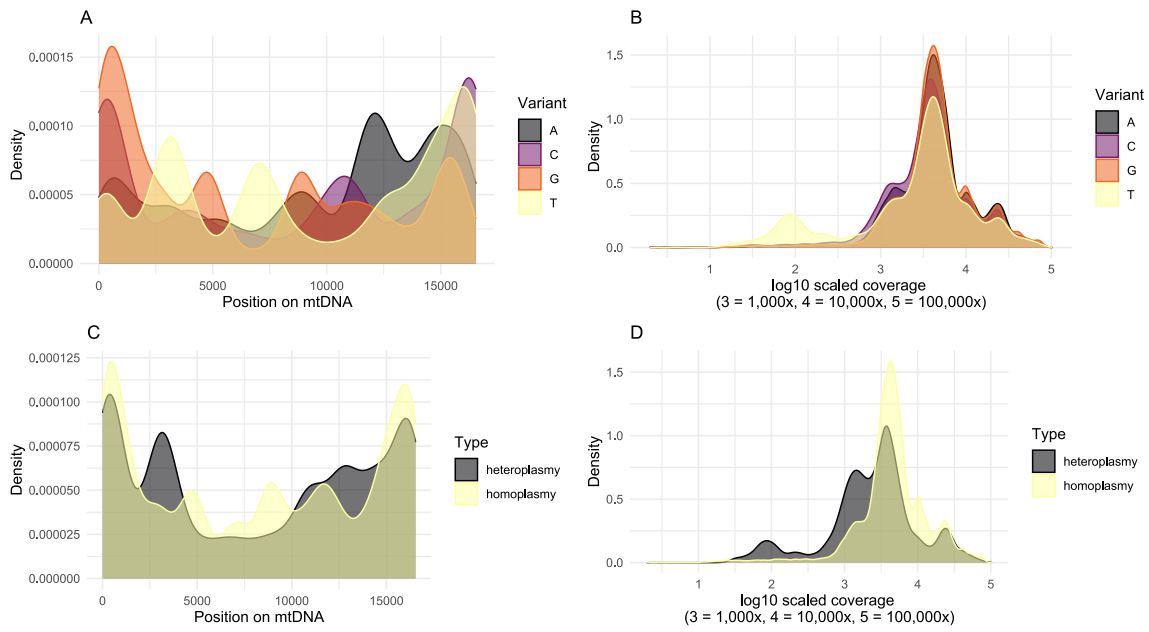 A
0.00015
0.00010
0.00005
0.00000
Density
0
5000
10000
15000
Position on mtDNA
Variant
A
C
G
T
B
1.5
1.0
0.5
0.0
Density
1
2
3
4
5
log10 scaled coverage
(3 = 1,000x, 4 = 10,000x, 5 = 100,000x)
Variant
A
C
G
T
C
0.000125
0.000100
0.000075
0.000050
0.000025
0.000000
Density
0
5000
10000
15000
Position on mtDNA
Type
heteroplasmy
homoplasmy
D
1.5
1.0
0.5
0.0
Density
1
2
3
4
5
log10 scaled coverage
(3 = 1,000x, 4 = 10,000x, 5 = 100,000x)
Type
heteroplasmy
homoplasmy